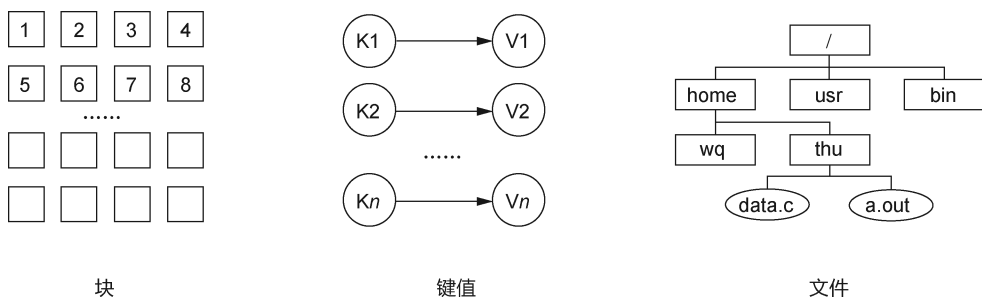 1 2 3 4
5 6 7 8
……
K1 V1
K2 V2
……
Kn Vn
/
home usr bin
wq thu
data.c a.out
块 键值 文件